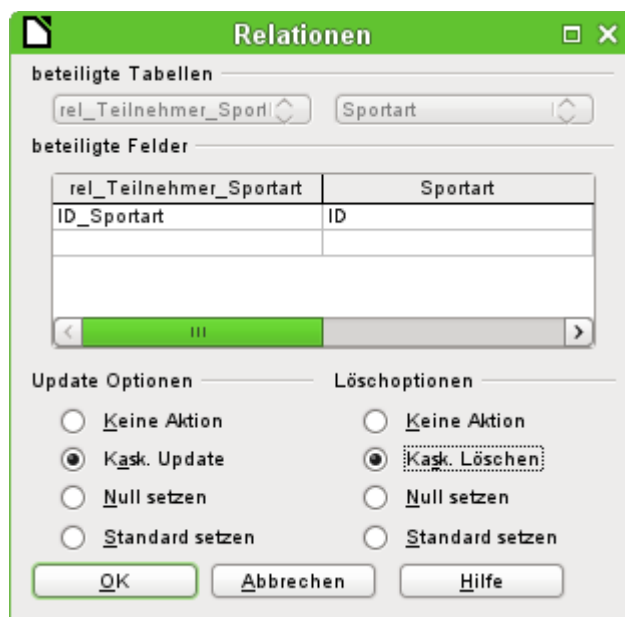 Relationen
beteiligte Tabellen
rel_Teilnehmer_Sport Sportart
beteiligte Felder
rel_Teilnehmer_Sportart Sportart
ID_Sportart ID
Update Optionen Löschoptionen
Keine Aktion Keine Aktion
Kask. Update Kask. Löschen
Null setzen Null setzen
Standard setzen Standard setzen
OK Abbrechen Hilfe